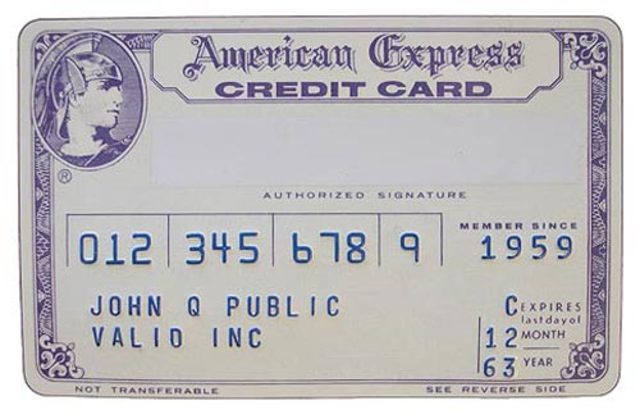 American Express
CREDIT CARD
®
AUTHORIZED SIGNATURE
012 345 678 9
MEMBER SINCE
1959
JOHN Q PUBLIC
VALIO INC
C EXPIRES
last day of
12 MONTH
63 YEAR
NOT TRANSFERABLE
SEE REVERSE SIDE